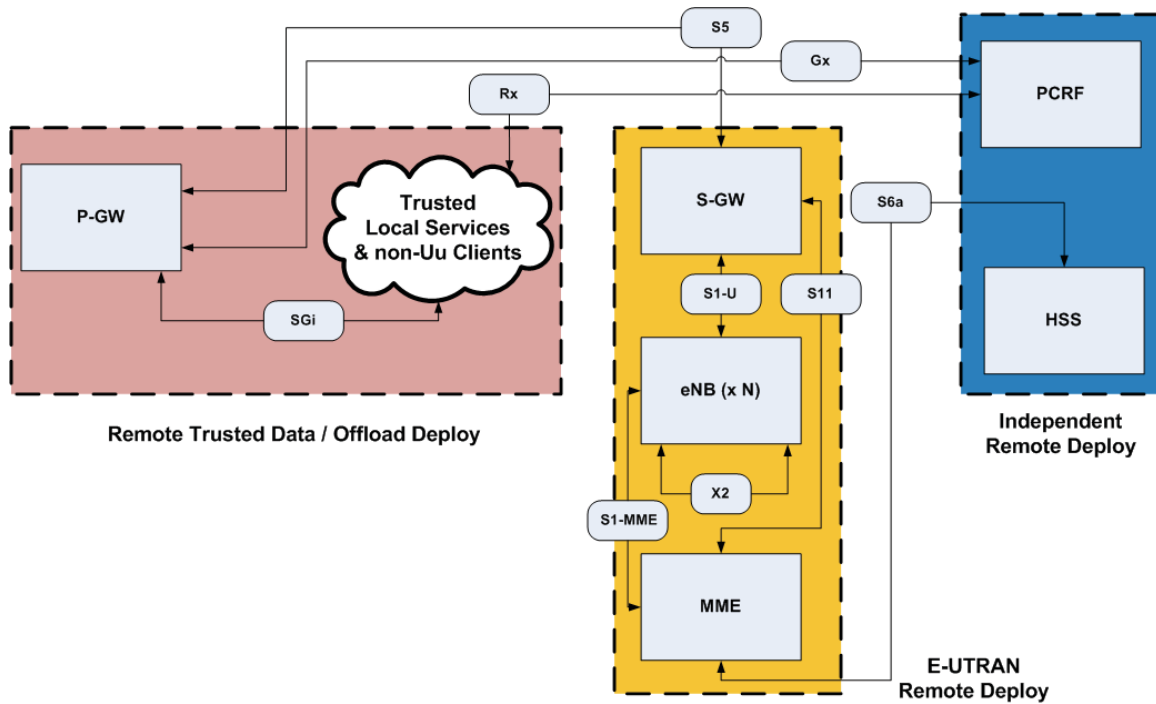 S5
Gx
Rx
PCRF
P-GW
Trusted
Local Services
& non-Uu Clients
S-GW
S6a
SGi
S1-U
S11
HSS
eNB (x N)
Remote Trusted Data / Offload Deploy
Independent
Remote Deploy
X2
S1-MME
MME
E-UTRAN
Remote Deploy